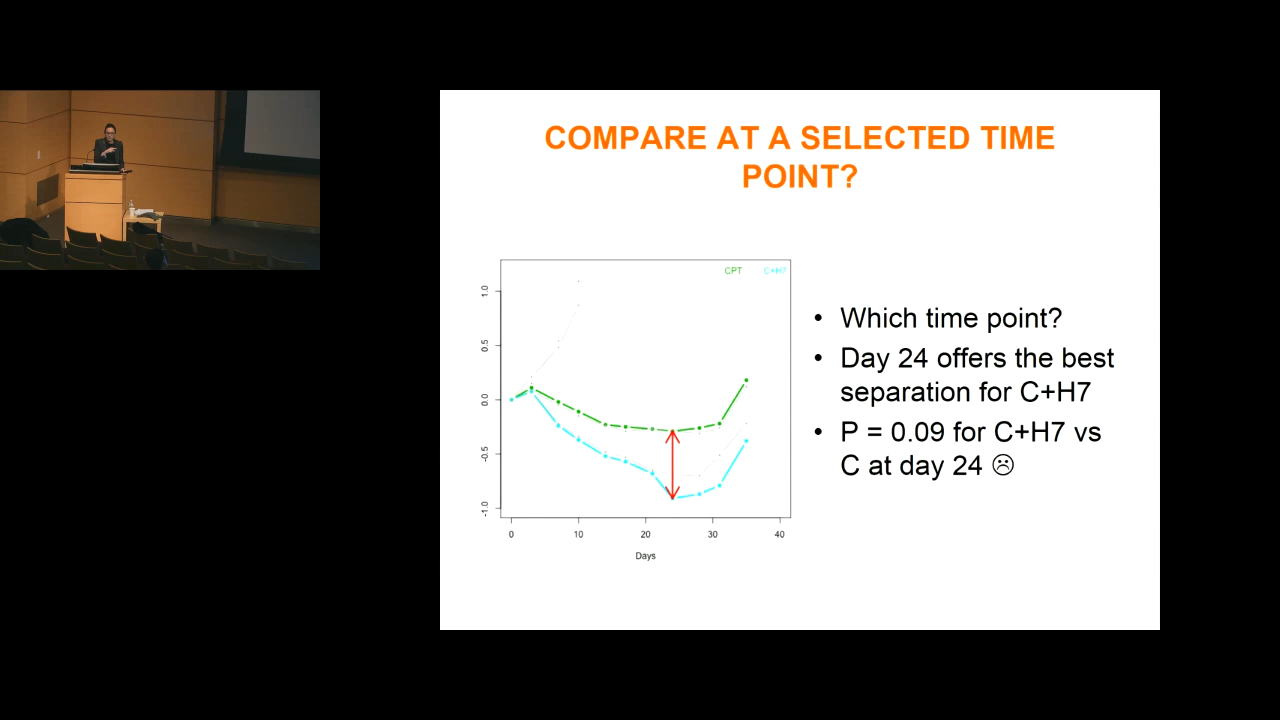 COMPARE AT A SELECTED TIME
POINT?
CPT C+H7
1.0
0.5
0.0
-0.5
-1.0
0 10 20 30 40
Days
• Which time point?
• Day 24 offers the best
separation for C+H7
• P = 0.09 for C+H7 vs
C at day 24 ☹